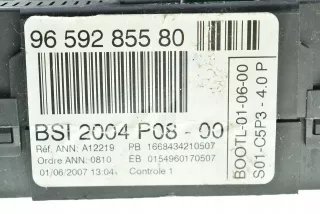 96 592 855 80
BSI 2004 F08 - 00
Réf. ANN: A12219 PB 1668434210507
Ordre ANN: 0810 EB 0154960170507
01/06/2007 13:04 Controle 1
BOOTL-01-06-00
S01-C5P3 - 4.0 P